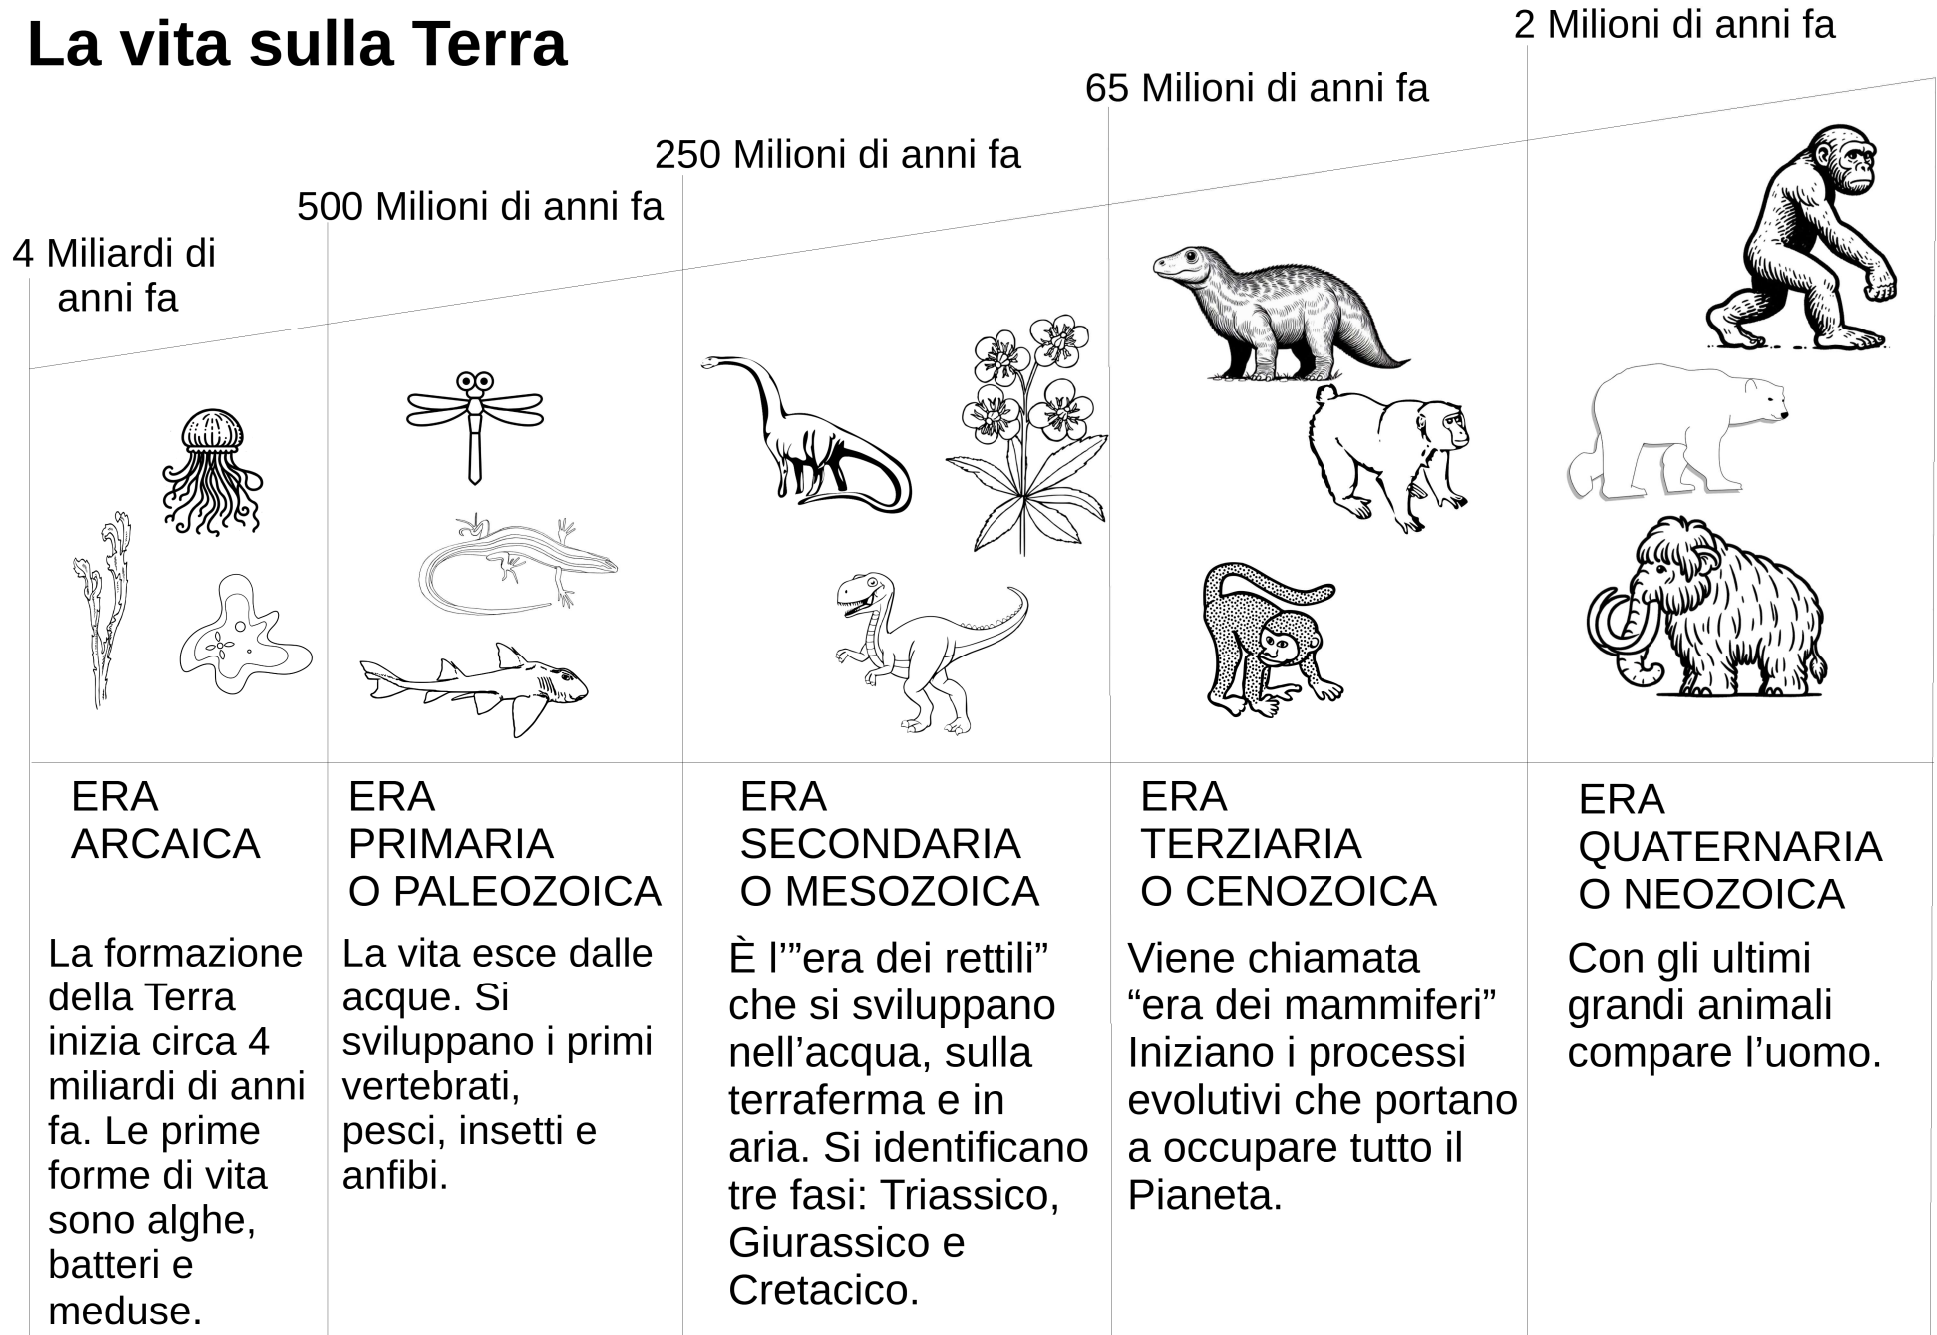 La vita sulla Terra
2 Milioni di anni fa
65 Milioni di anni fa
250 Milioni di anni fa
500 Milioni di anni fa
4 Miliardi di
anni fa
ERA
ARCAICA
La formazione
della Terra
inizia circa 4
miliardi di anni
fa. Le prime
forme di vita
sono alghe,
batteri e
meduse.
ERA
PRIMARIA
O PALEOZOICA
La vita esce dalle
acque. Si
sviluppano i primi
vertebrati,
pesci, insetti e
anfibi.
ERA
SECONDARIA
O MESOZOICA
È l’”era dei rettili”
che si sviluppano
nell’acqua, sulla
terraferma e in
aria. Si identificano
tre fasi: Triassico,
Giurassico e
Cretacico.
ERA
TERZIARIA
O CENOZOICA
Viene chiamata
“era dei mammiferi”
Iniziano i processi
evolutivi che portano
a occupare tutto il
Pianeta.
ERA
QUATERNARIA
O NEOZOICA
Con gli ultimi
grandi animali
compare l’uomo.